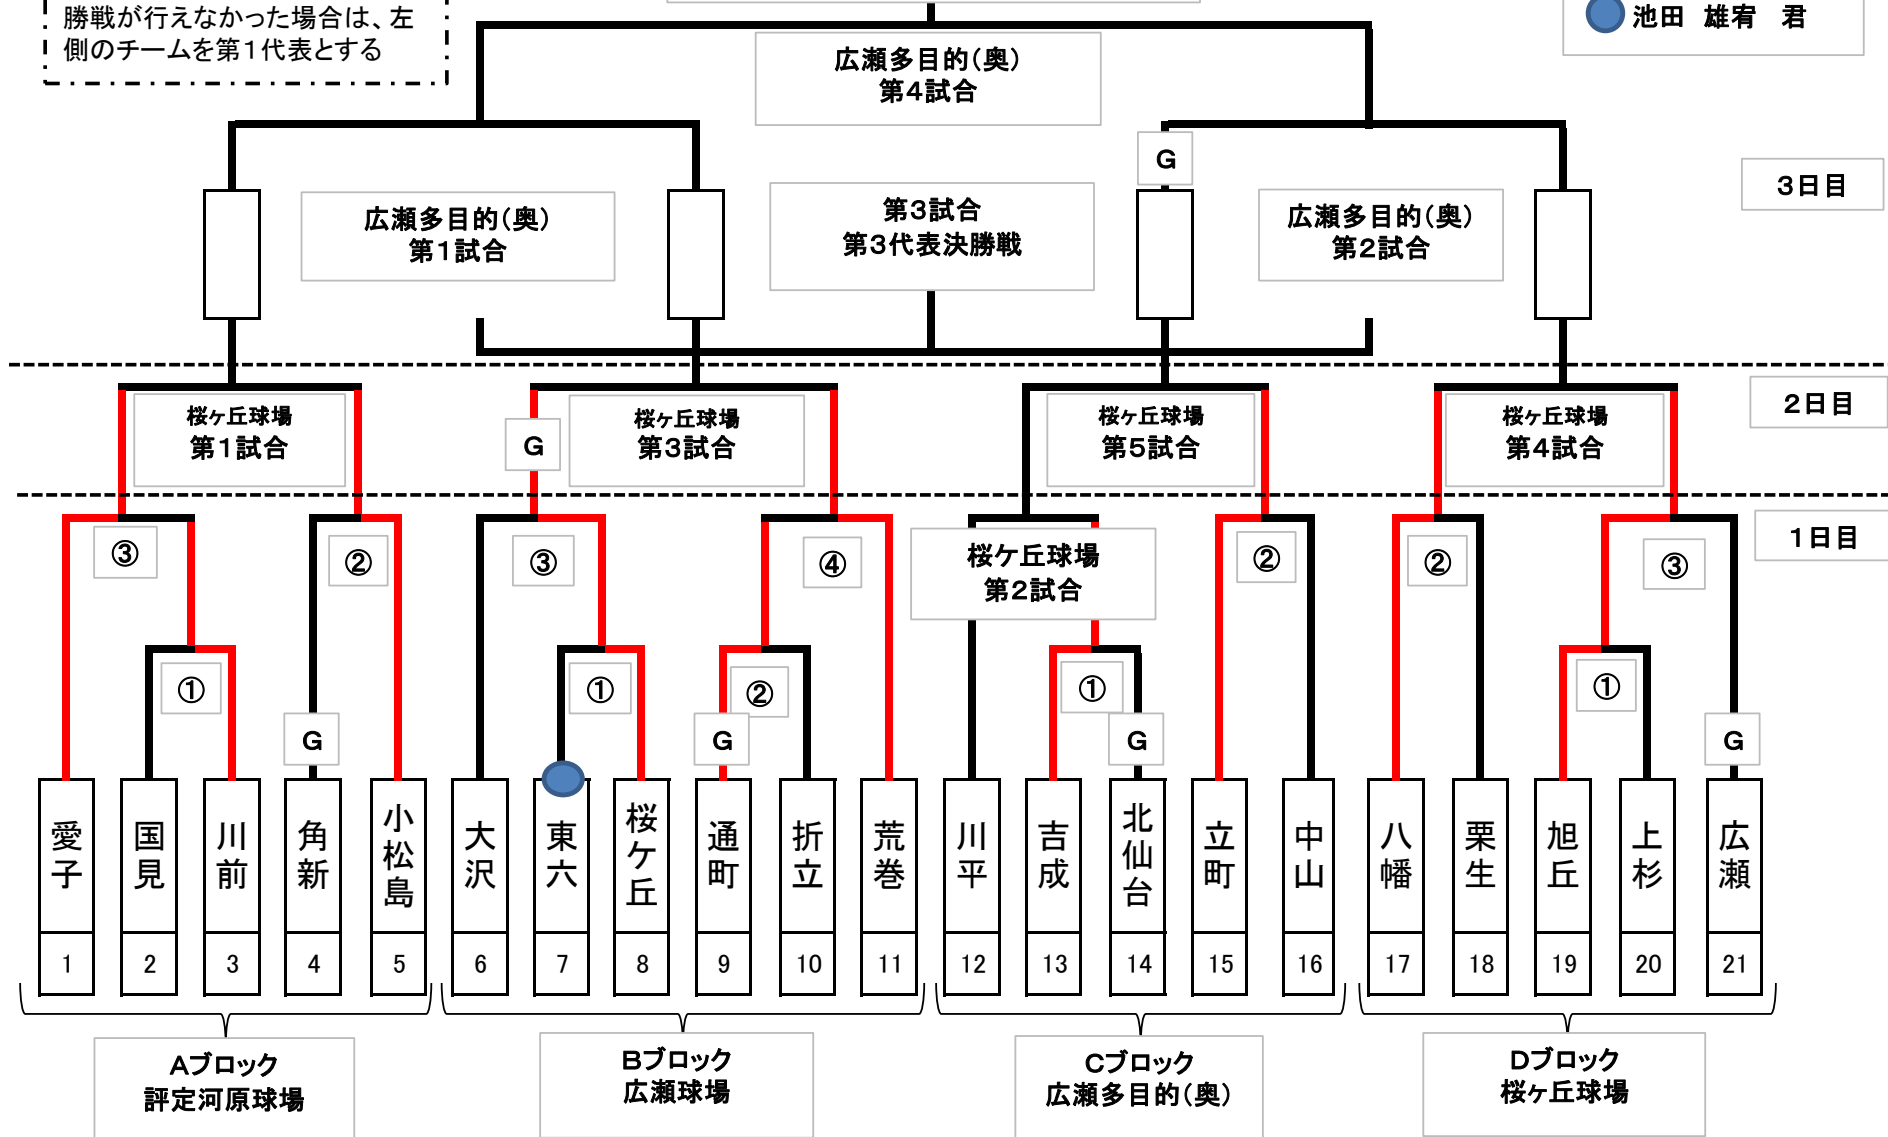 勝戦が行えなかった場合は、左
側のチームを第1代表とする
池田 雄宥 君
広瀬多目的(奥)
第4試合
G
3日目
広瀬多目的(奥)
第1試合
第3試合
第3代表決勝戦
広瀬多目的(奥)
第2試合
2日目
桜ヶ丘球場
第1試合
G
桜ヶ丘球場
第3試合
桜ヶ丘球場
第5試合
桜ヶ丘球場
第4試合
1日目
③
②
③
④
桜ケ丘球場
第2試合
②
②
③
①
①
②
①
①
G
G
G
G
愛子
国見
川前
角新
小松島
大沢
東六
桜ケ丘
通町
折立
荒巻
川平
吉成
北仙台
立町
中山
八幡
栗生
旭丘
上杉
広瀬
1 2 3 4 5 6 7 8 9 10 11 12 13 14 15 16 17 18 19 20 21
Aブロック
評定河原球場
Bブロック
広瀬球場
Cブロック
広瀬多目的(奥)
Dブロック
桜ヶ丘球場